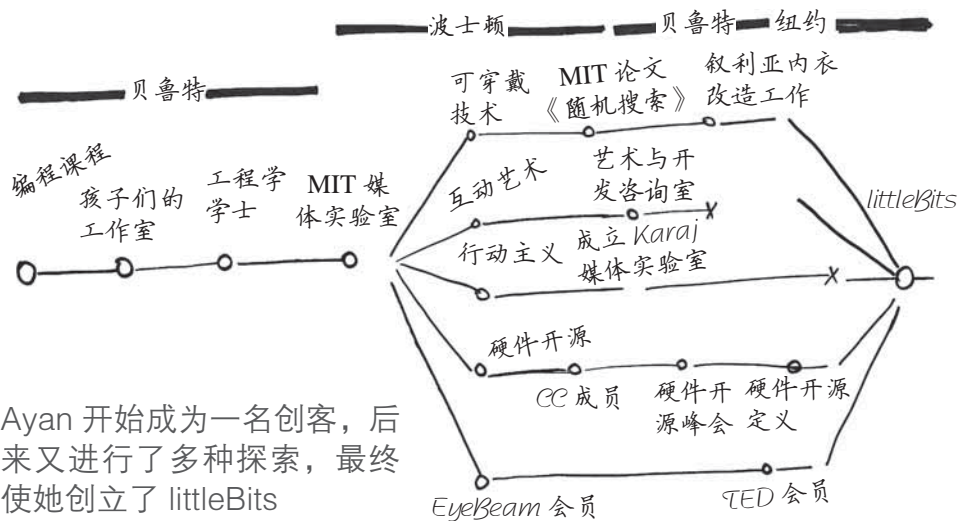 波士顿
贝鲁特
纽约
贝鲁特
可穿戴
技术
MIT 论文
《随机搜索》
叙利亚内衣
改造工作
编程课程
孩子们的
工作室
工程学
学士
MIT 媒
体实验室
互动艺术
艺术与开
发咨询室
littleBits
行动主义
成立 Karaj
媒体实验室
硬件开源
CC 成员
硬件开
源峰会
硬件开源
定义
Ayan 开始成为一名创客，后
来又进行了多种探索，最终
使她创立了 littleBits
EyeBeam 会员
TED 会员